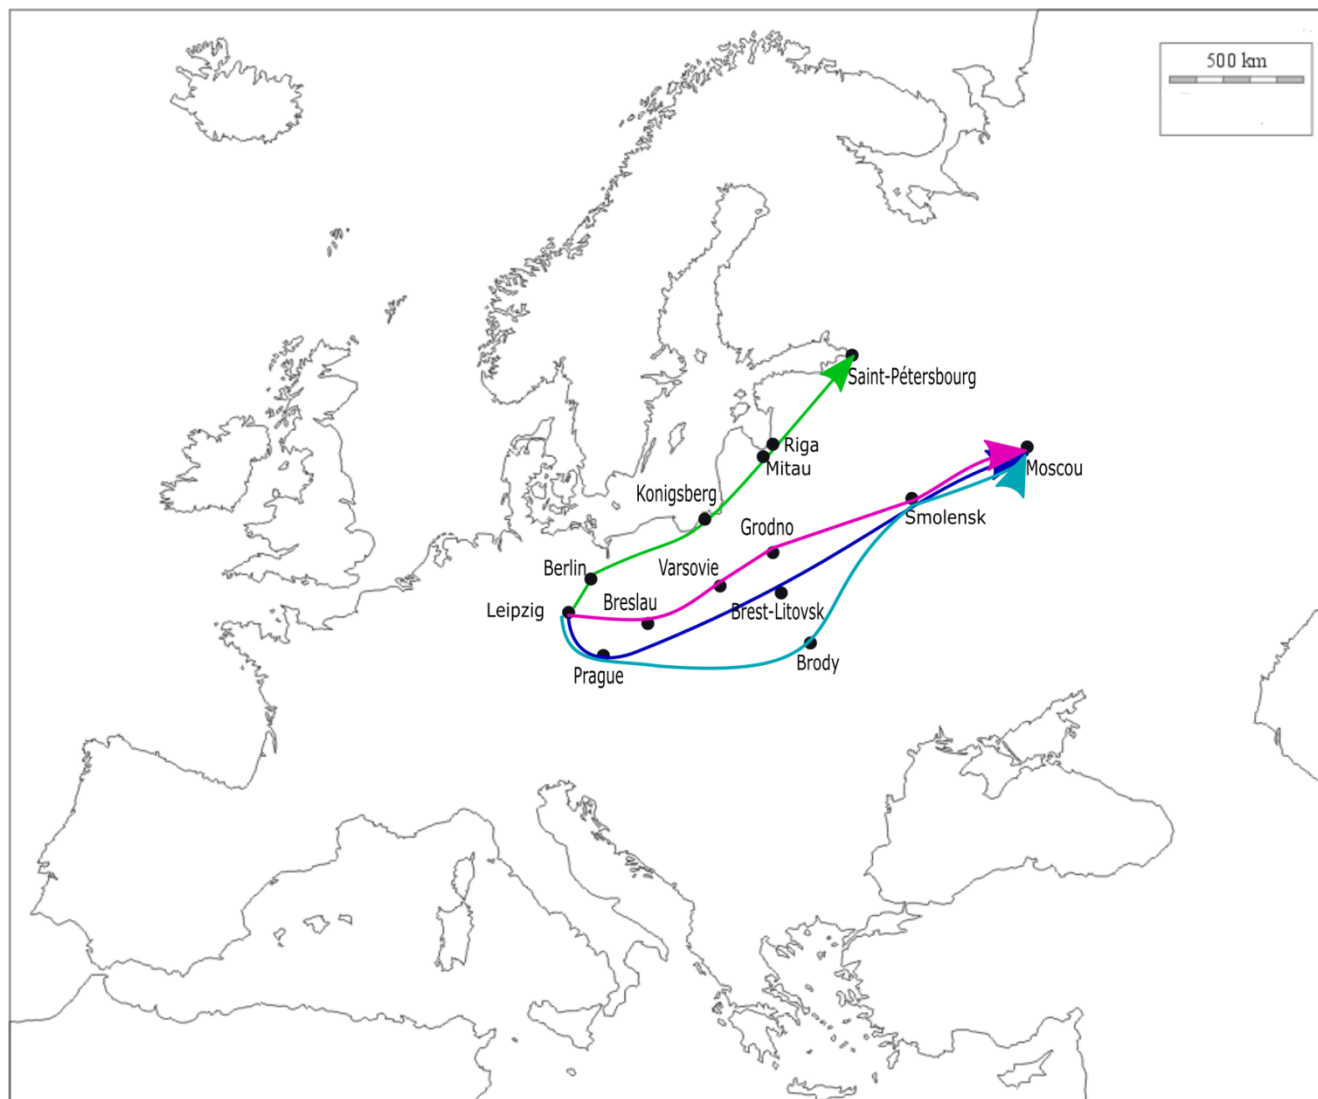 500 km
Saint-Pétersbourg
Riga
Mitau
Moscou
Konigsberg
Smolensk
Grodno
Berlin
Varsovie
Breslau
Brest-Litovsk
Leipzig
Brody
Prague